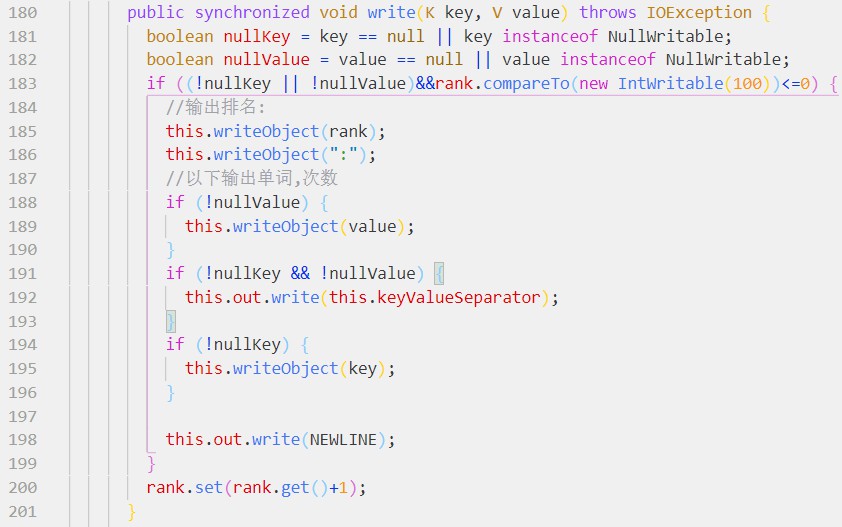 180 public synchronized void write(K key, V value) throws IOException {
181 boolean nullKey = key == null || key instanceof NullWritable;
182 boolean nullValue = value == null || value instanceof NullWritable;
183 if ((!nullKey || !nullValue)&&rank.compareTo(new IntWritable(100))<=0) {
184 //输出排名:
185 this.writeObject(rank);
186 this.writeObject(":");
187 //以下输出单词,次数
188 if (!nullValue) {
189 this.writeObject(value);
190 }
191 if (!nullKey && !nullValue) {
192 this.out.write(this.keyValueSeparator);
193 }
194 if (!nullKey) {
195 this.writeObject(key);
196 }
197
198 this.out.write(NEWLINE);
199 }
200 rank.set(rank.get()+1);
201 }